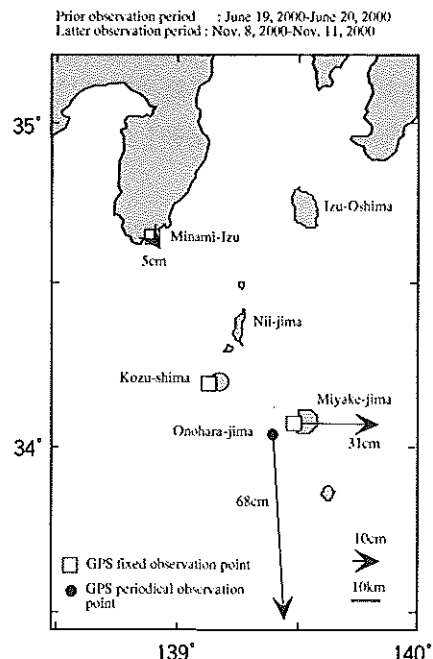 Prior observation period : June 19, 2000-June 20, 2000
Latter observation period : Nov. 8, 2000-Nov. 11, 2000
35°
Izu-Oshima
Minami-Izu
5cm
Nii-jima
Kozu-shima
Miyake-jima
Onohara-jima
34°
31cm
68cm
10cm
GPS fixed observation point
GPS periodical observation
point
10km
139°
140°